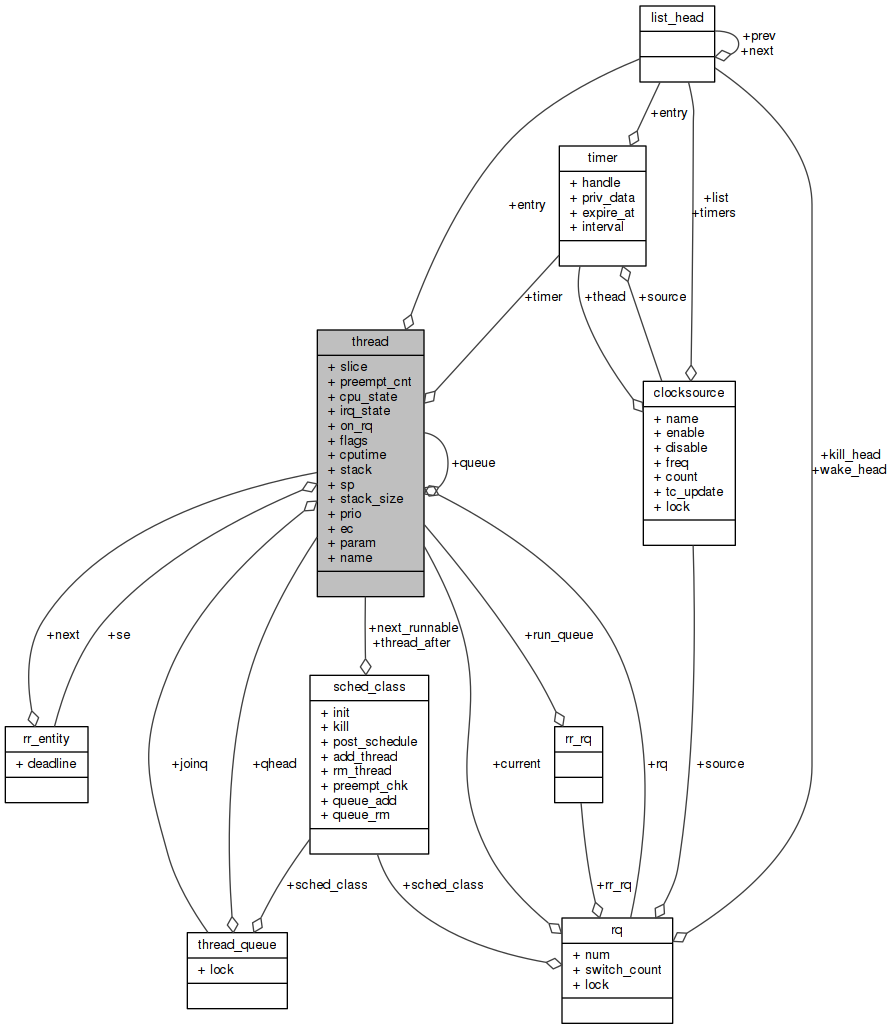 list_head
+prev
+next
+entry
timer
+ handle
+ priv_data
+ expire_at
+ interval
+list
+timers
+entry
+timer
+thead
+source
thread
+ slice
+ preempt_cnt
+ cpu_state
+ irq_state
+ on_rq
+ flags
+ cputime
+ stack
+ sp
+ stack_size
+ prio
+ ec
+ param
+ name
clocksource
+ name
+ enable
+ disable
+ freq
+ count
+ tc_update
+ lock
+queue
+kill_head
+wake_head
+next
+se
+next_runnable
+thread_after
+run_queue
sched_class
+ init
+ kill
+ post_schedule
+ add_thread
+ rm_thread
+ preempt_chk
+ queue_add
+ queue_rm
rr_entity
+ deadline
rr_rq
+joinq
+qhead
+current
+rq
+source
+sched_class
+sched_class
+rr_rq
thread_queue
+ lock
rq
+ num
+ switch_count
+ lock